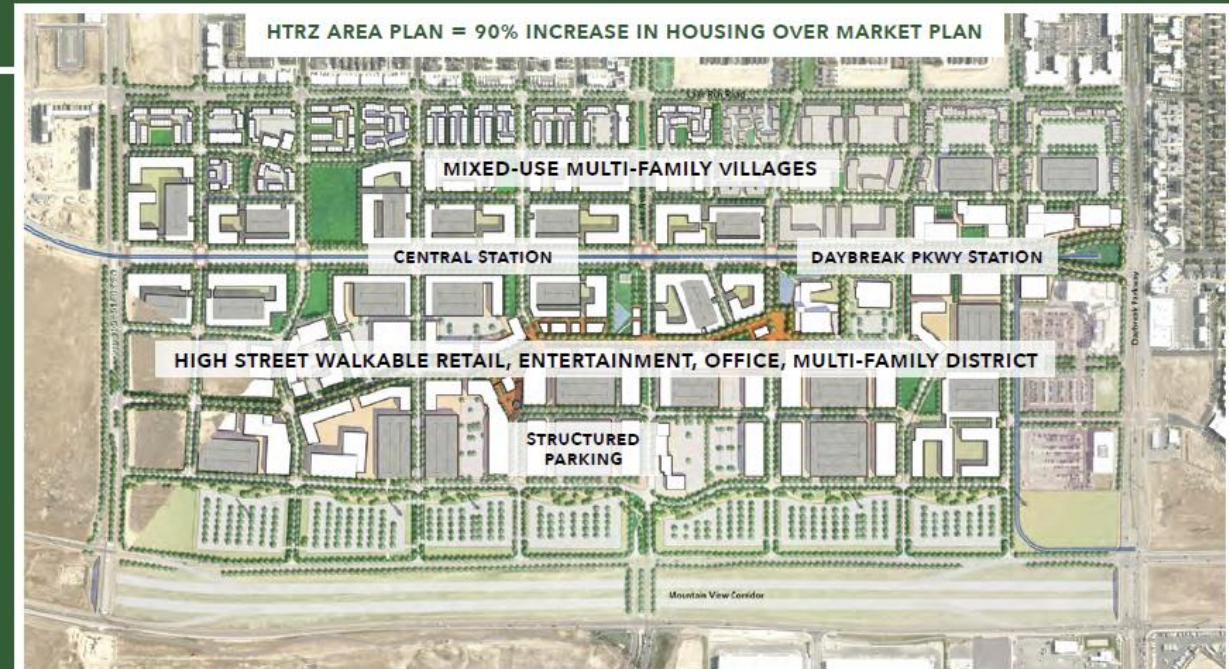 HTRZ AREA PLAN = 90% INCREASE IN HOUSING OVER MARKET PLAN
MIXED-USE MULTI-FAMILY VILLAGES
CENTRAL STATION
DAYBREAK PKWY STATION
Daybreak Parkway
HIGH STREET WALKABLE RETAIL, ENTERTAINMENT, OFFICE, MULTI-FAMILY DISTRICT
STRUCTURED
PARKING
Mountain View Corridor